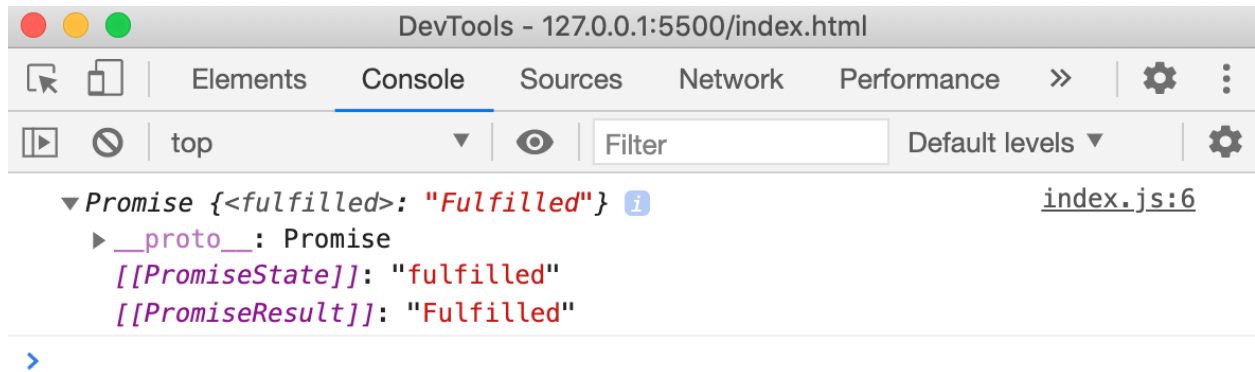 DevTools - 127.0.0.1:5500/index.html
Elements Console Sources Network Performance »
top ▼ Filter Default levels ▼
▼Promise {<fulfilled>: "Fulfilled"} i index.js:6
▶__proto__: Promise
[[PromiseState]]: "fulfilled"
[[PromiseResult]]: "Fulfilled"
>